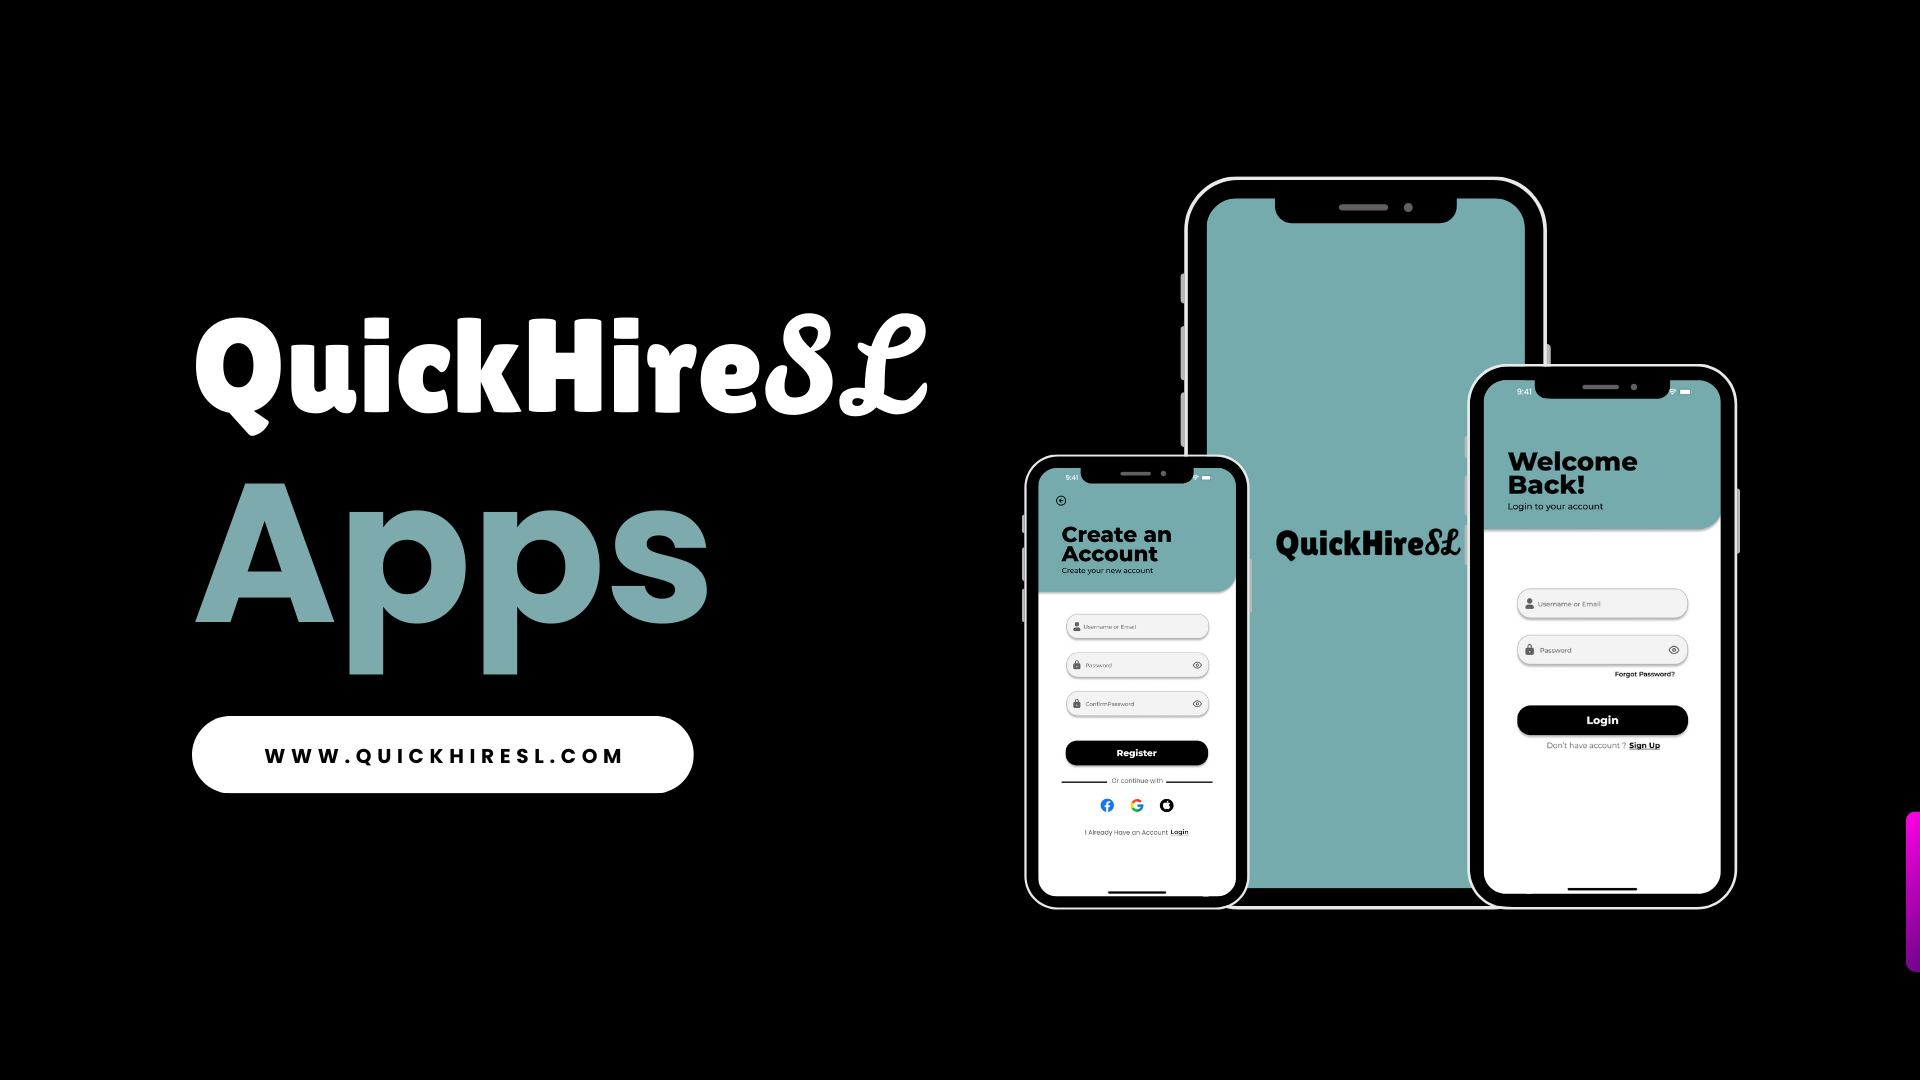 QuickHireSL
Apps
WWW.QUICKHIRESL.COM
9:41
Create an
Account
Create your new account
Username or Email
Password
ConfirmPassword
Register
Or continue with
I Already Have an Account Login
QuickHireSL
9:41
Welcome
Back!
Login to your account
Username or Email
Password
Forgot Password?
Login
Don't have account ? Sign Up